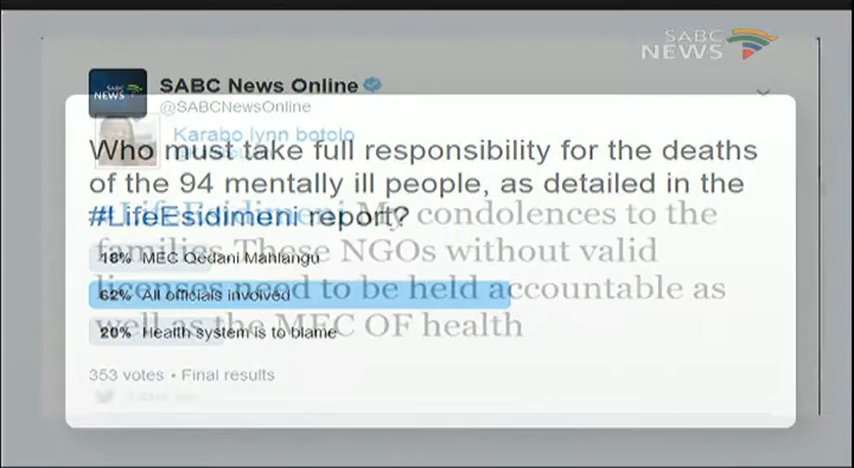 SABC
NEWS
SABC
NEWS
SABC News Online
@SABCNewsOnline
Karabo lynn botolo
Who must take full responsibility for the deaths
of the 94 mentally ill people, as detailed in the
#LifeEsidimeni report?
#LifeEsidimeni My condolences to the
families These NGOs without valid
licenses need to be held accountable as
well as the MEC OF health
18% MEC Qedani Mahlangu
62% All officials involved
20% Health system is to blame
353 votes • Final results